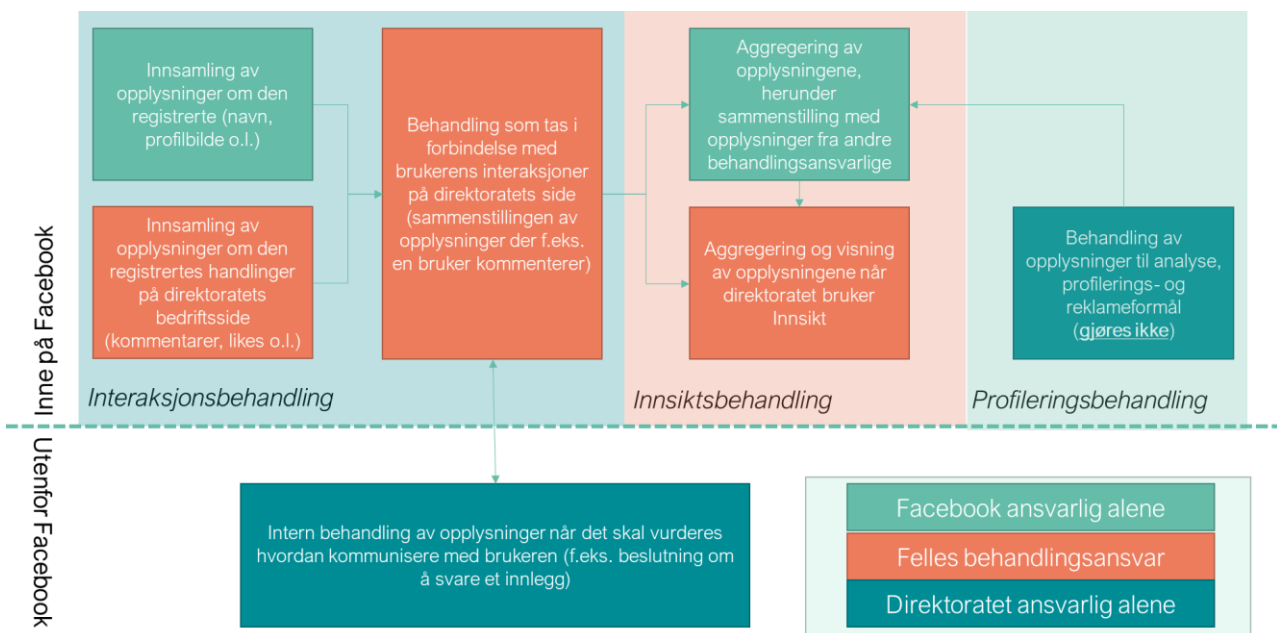 Inne på Facebook
Innsamling av
opplysninger om den
registrerte (navn,
profilbilde o.l.)
Innsamling av
opplysninger om den
registrertes handlinger
på direktoratets
bedriftsside
(kommentarer, likes o.l.)
Behandling som tas i
forbindelse med
brukerens interaksjoner
på direktoratets side
(sammenstillingen av
opplysninger der f.eks.
en bruker kommenterer)
Interaksjonsbehandling
Aggregering av
opplysningene,
herunder
sammenstilling med
opplysninger fra andre
behandlingsansvarlige
Aggregering og visning
av opplysningene når
direktoratet bruker
Innsikt
Innsiktsbehandling
Behandling av
opplysninger til analyse,
profilerings- og
reklameformål
(gjøres ikke)
Profileringsbehandling
Utenfor Facebook
Intern behandling av opplysninger når det skal vurderes
hvordan kommunisere med brukeren (f.eks. beslutning om
å svare et innlegg)
Facebook ansvarlig alene
Felles behandlingsansvar
Direktoratet ansvarlig alene